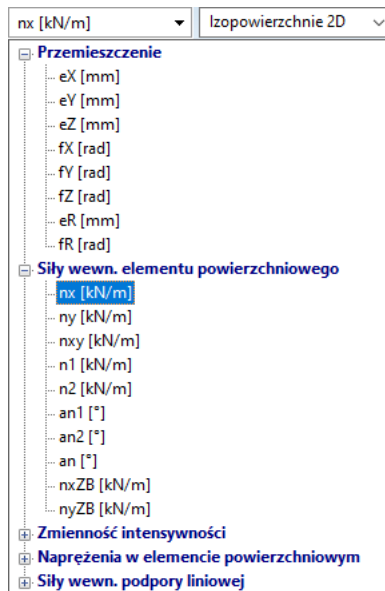 nx [kN/m] Izopowierzchnie 2D
Przemieszczenie
eX [mm]
eY [mm]
eZ [mm]
fX [rad]
fY [rad]
fZ [rad]
eR [mm]
fR [rad]
Siły wewn. elementu powierzchniowego
nx [kN/m]
ny [kN/m]
nxy [kN/m]
n1 [kN/m]
n2 [kN/m]
an1 [°]
an2 [°]
an [°]
nxZB [kN/m]
nyZB [kN/m]
Zmienność intensywności
Naprężenia w elemencie powierzchniowym
Siły wewn. podpory liniowej